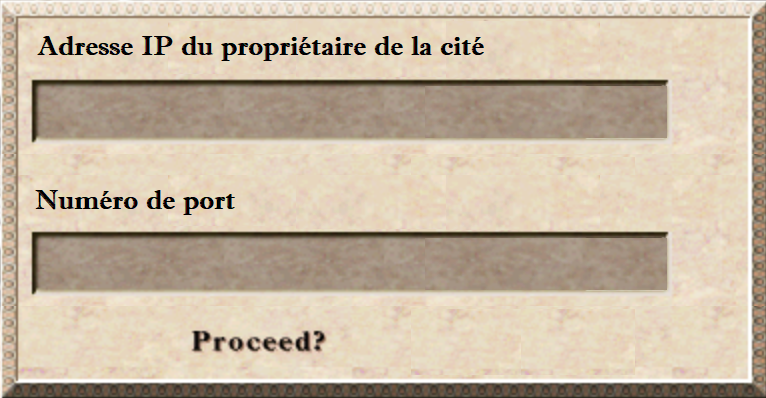 Adresse IP du propriétaire de la cité
Numéro de port
Proceed?